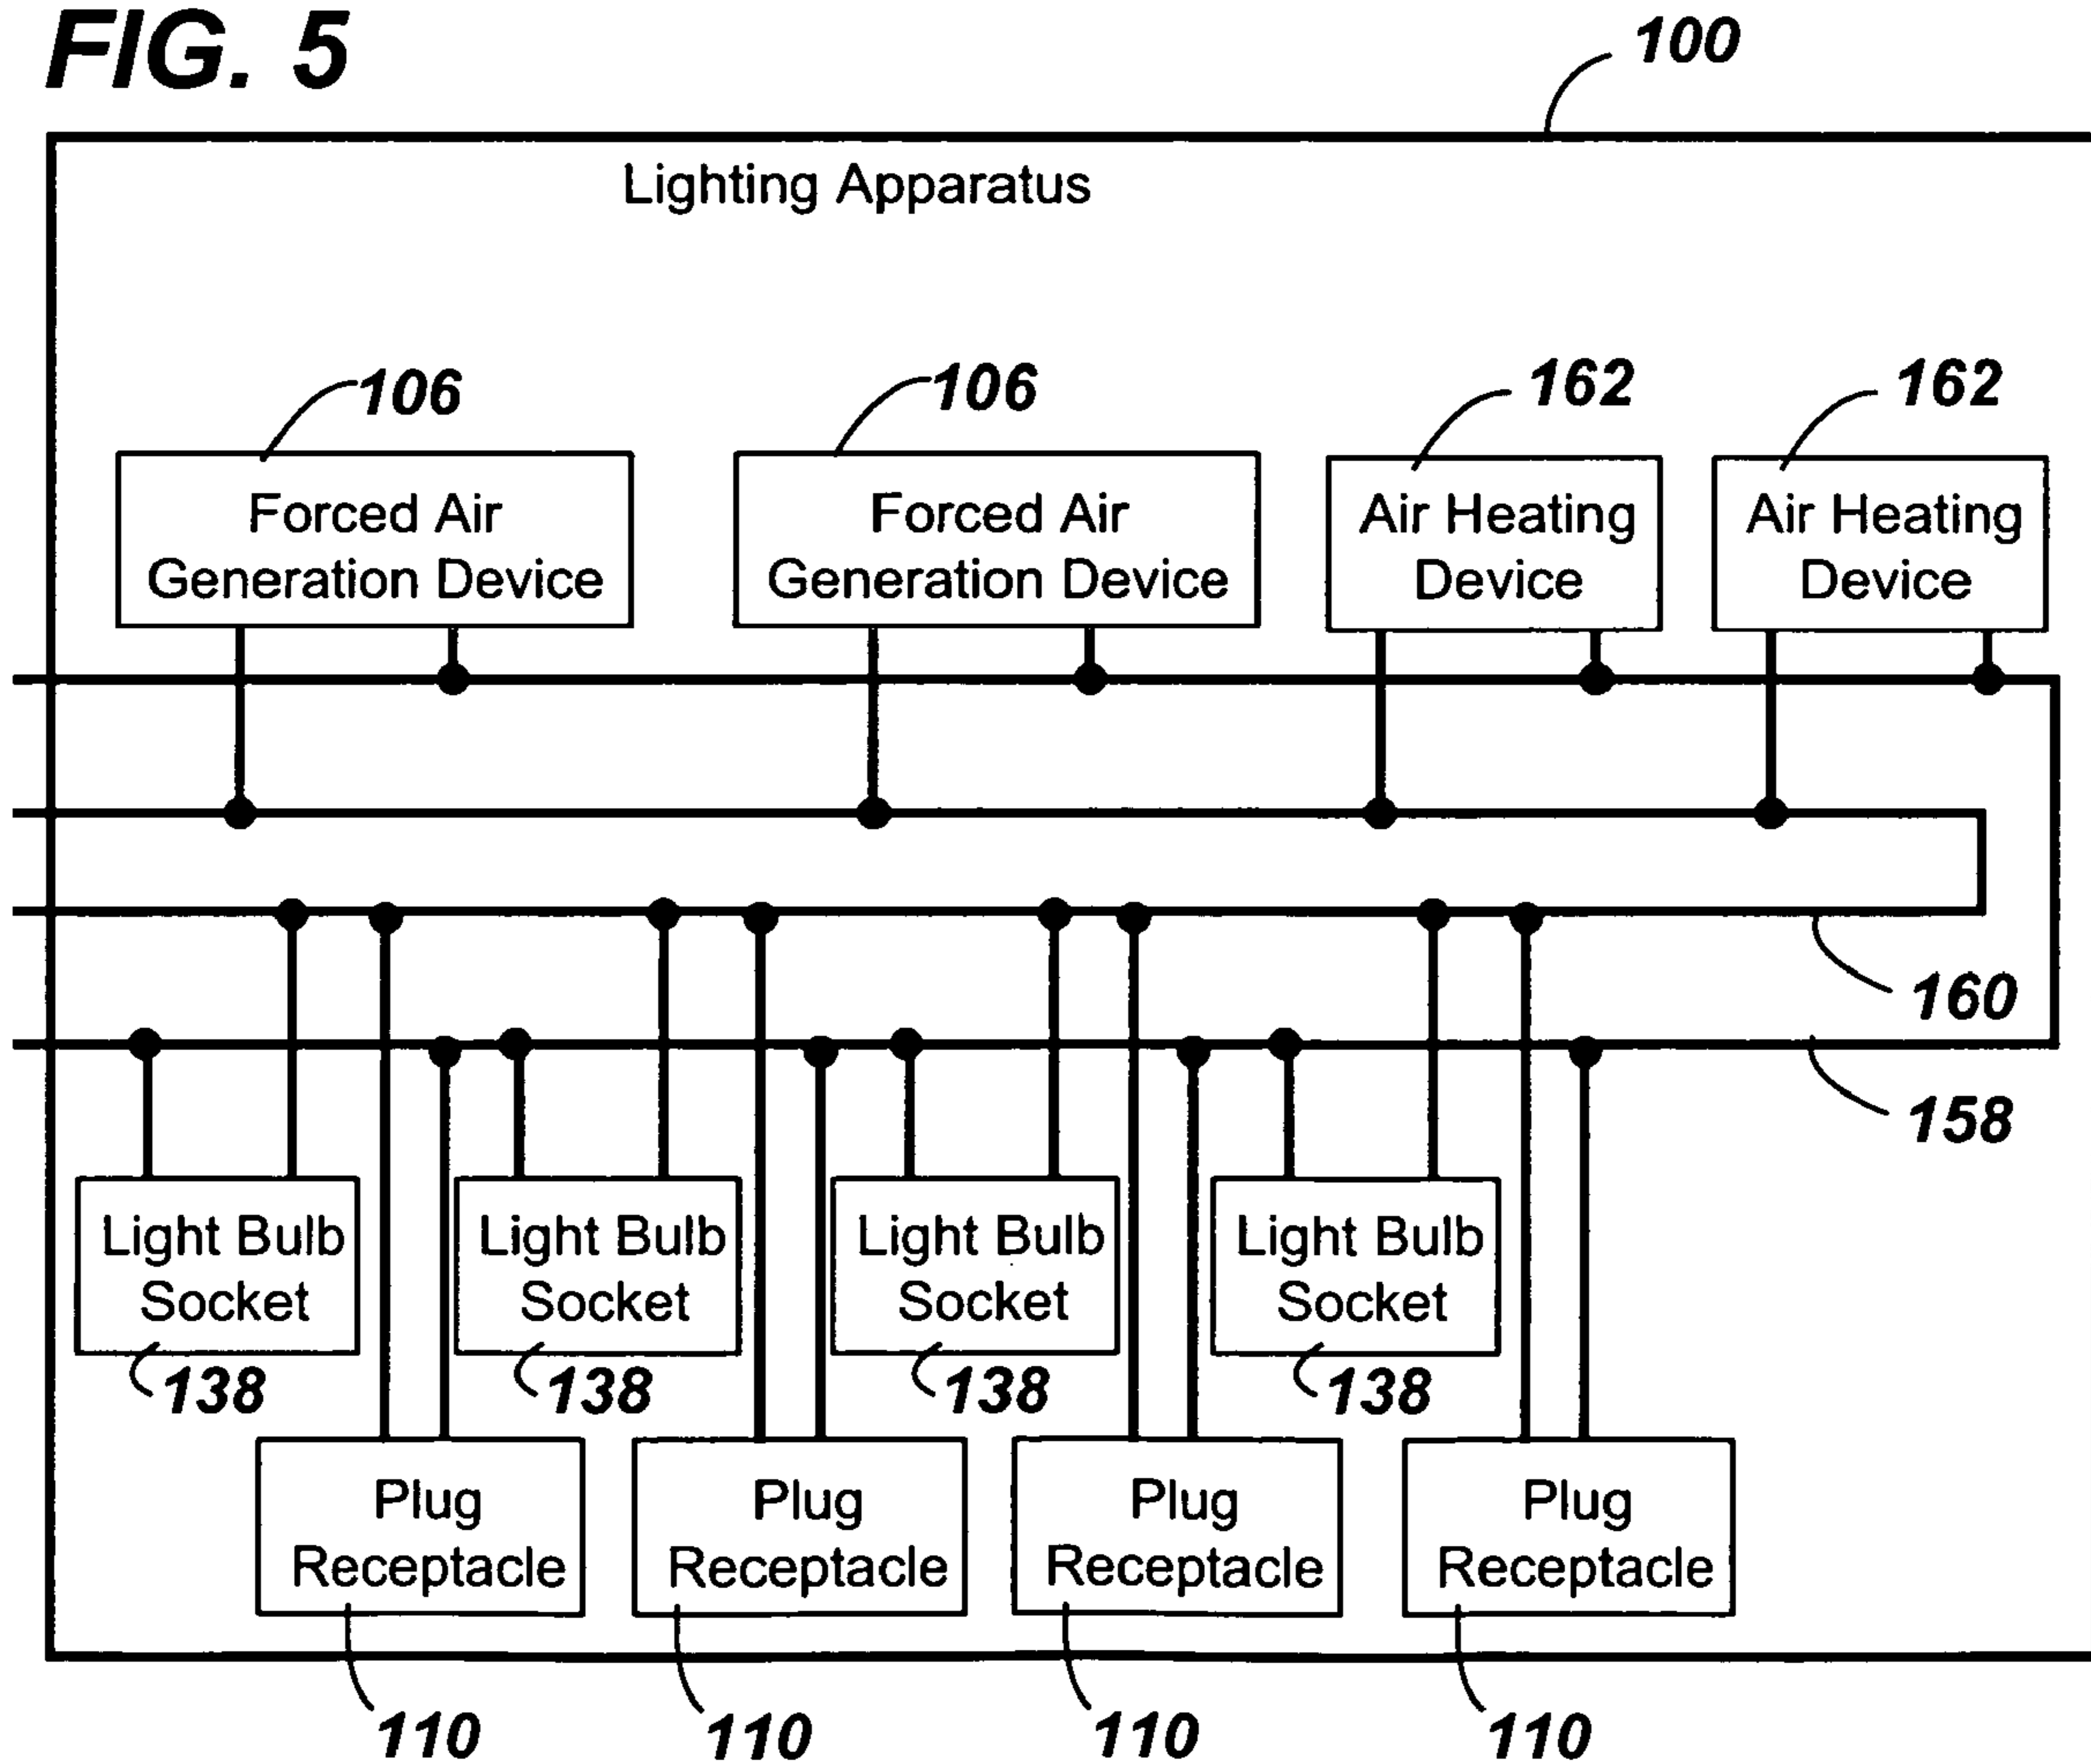 FIG. 5
100
Lighting Apparatus
106
106
162
162
Forced Air
Generation Device
Forced Air
Generation Device
Air Heating
Device
Air Heating
Device
160
158
Light Bulb
Socket
Light Bulb
Socket
Light Bulb
Socket
Light Bulb
Socket
138
138
138
138
Plug
Receptacle
Plug
Receptacle
Plug
Receptacle
Plug
Receptacle
110
110
110
110